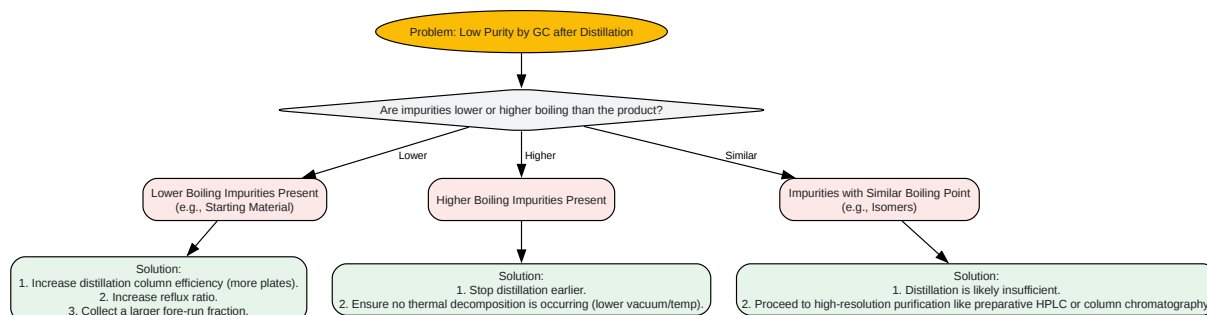 Problem: Low Purity by GC after Distillation
Are impurities lower or higher boiling than the product?
Lower
Higher
Similar
Lower Boiling Impurities Present
(e.g., Starting Material)
Higher Boiling Impurities Present
Impurities with Similar Boiling Point
(e.g., Isomers)
Solution:
1. Increase distillation column efficiency (more plates).
2. Increase reflux ratio.
3. Collect a larger fore-run fraction.
Solution:
1. Stop distillation earlier.
2. Ensure no thermal decomposition is occurring (lower vacuum/temp).
Solution:
1. Distillation is likely insufficient.
2. Proceed to high-resolution purification like preparative HPLC or column chromatography